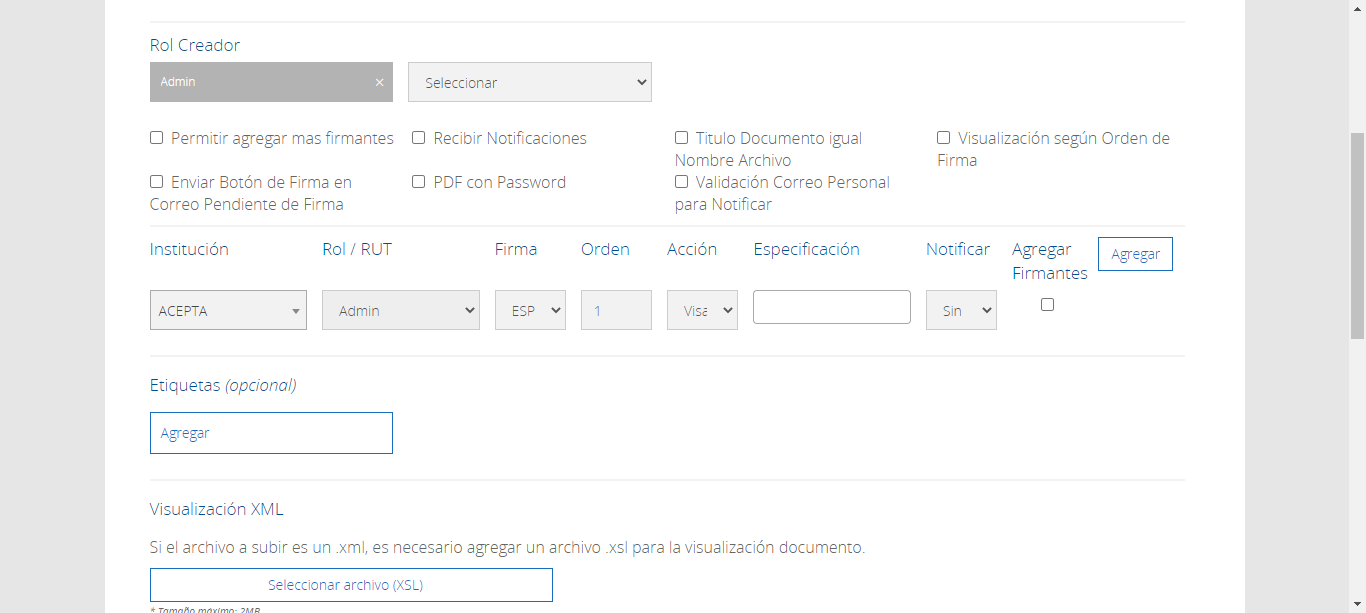 Rol Creador
Admin ×
Seleccionar
Permitir agregar mas firmantes
Recibir Notificaciones
Titulo Documento igual
Nombre Archivo
Visualización según Orden de
Firma
Enviar Botón de Firma en
Correo Pendiente de Firma
PDF con Password
Validación Correo Personal
para Notificar
Institución Rol / RUT Firma Orden Acción Especificación Notificar Agregar
Firmantes
Agregar
ACEPTA Admin ESP 1 Visa Sin
Etiquetas (opcional)
Agregar
Visualización XML
Si el archivo a subir es un .xml, es necesario agregar un archivo .xsl para la visualización documento.
Seleccionar archivo (XSL)
* Tamaño máximo: 2MB